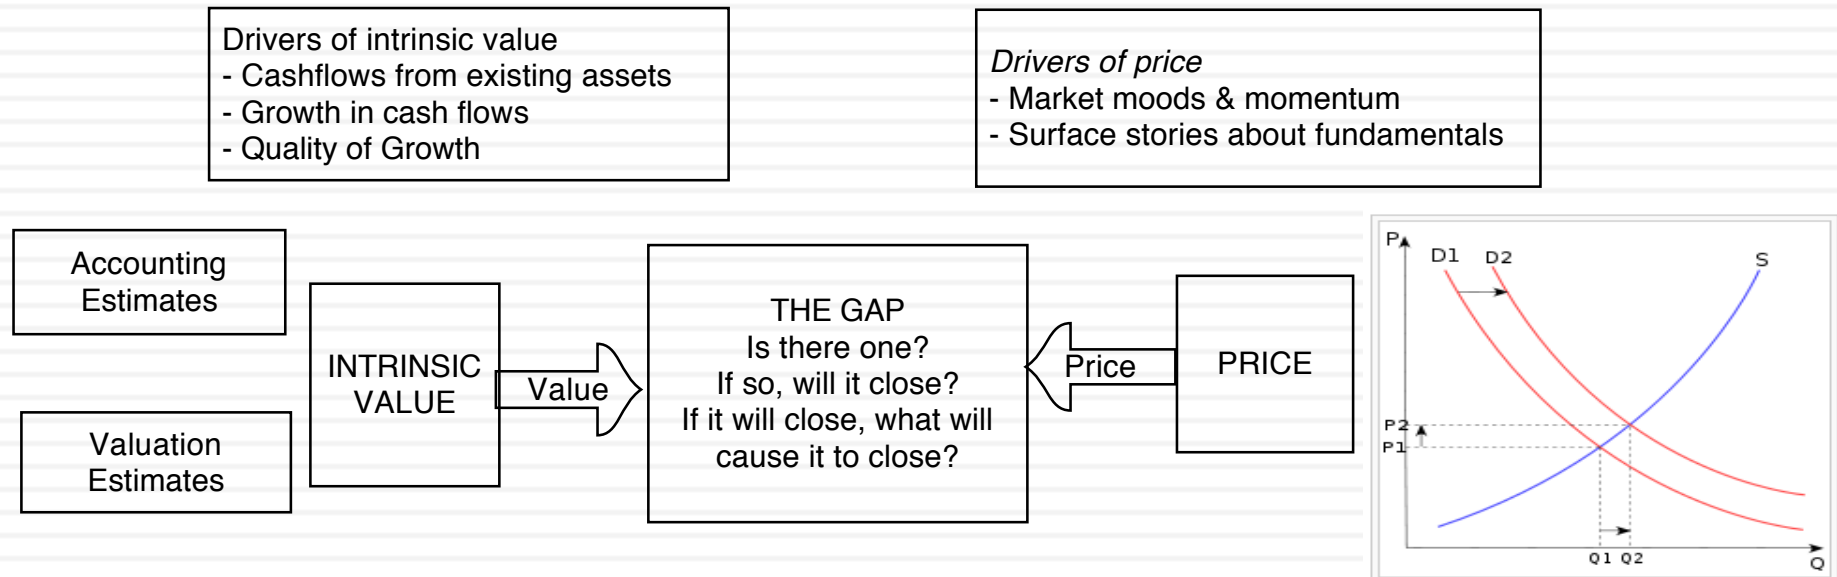 Drivers of intrinsic value
- Cashflows from existing assets
- Growth in cash flows
- Quality of Growth
Drivers of price
- Market moods & momentum
- Surface stories about fundamentals
Accounting
Estimates
Valuation
Estimates
INTRINSIC
VALUE
Value
THE GAP
Is there one?
If so, will it close?
If it will close, what will
cause it to close?
Price
PRICE
P
D1
D2
S
P2
P1
Q1
Q2
Q